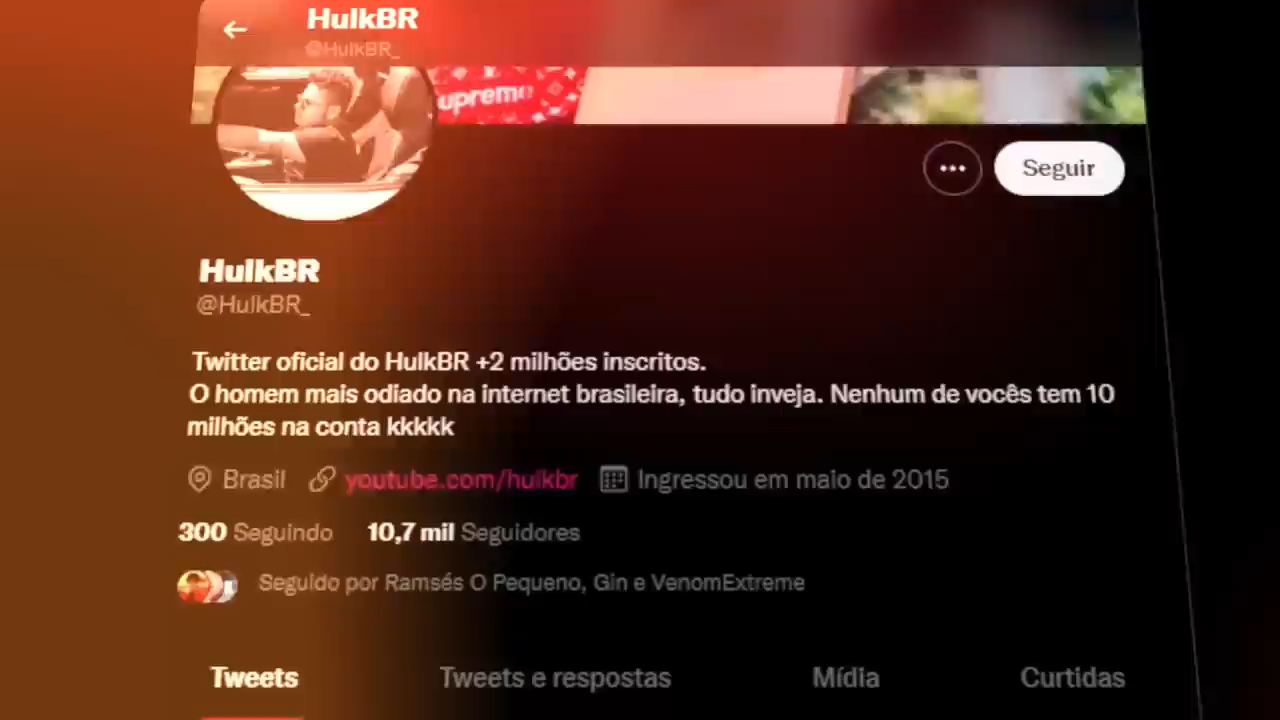 HulkBR
@HulkBR_
upreme
Seguir
HulkBR
@HulkBR_
Twitter oficial do HulkBR +2 milhões inscritos.
O homem mais odiado na internet brasileira, tudo inveja. Nenhum de vocês tem 10
milhões na conta kkkkk
Brasil youtube.com/hulkbr Ingressou em maio de 2015
300 Seguindo 10,7 mil Seguidores
Seguido por Ramsés O Pequeno, Gin e VenomExtreme
Tweets Tweets e respostas Mídia Curtidas